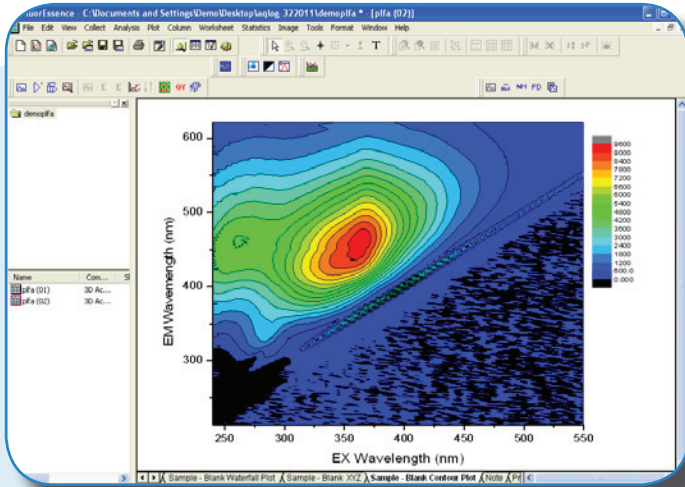 uorEssence - C:\Documents and Settings\Demo\Desktop\aqlog_322011\demoplfa * - [plfa (02)]
File Edit View Collect Analysis Plot Column Worksheet Statistics Image Tools Format Window Help
T
QY
BLK NM FD
demoplfa
Name Com...
plfa (01) 3D Ac...
plfa (02) 3D Ac...
600
500
400
300
EM Wavemength (nm)
250 300 350 400 450 500 550
EX Wavelength (nm)
9600
9000
8400
7800
7200
6600
6000
5400
4800
4200
3600
3000
2400
1800
1200
600.0
0.000
Sample - Blank Waterfall Plot Sample - Blank XYZ Sample - Blank Contour Plot Note Pr